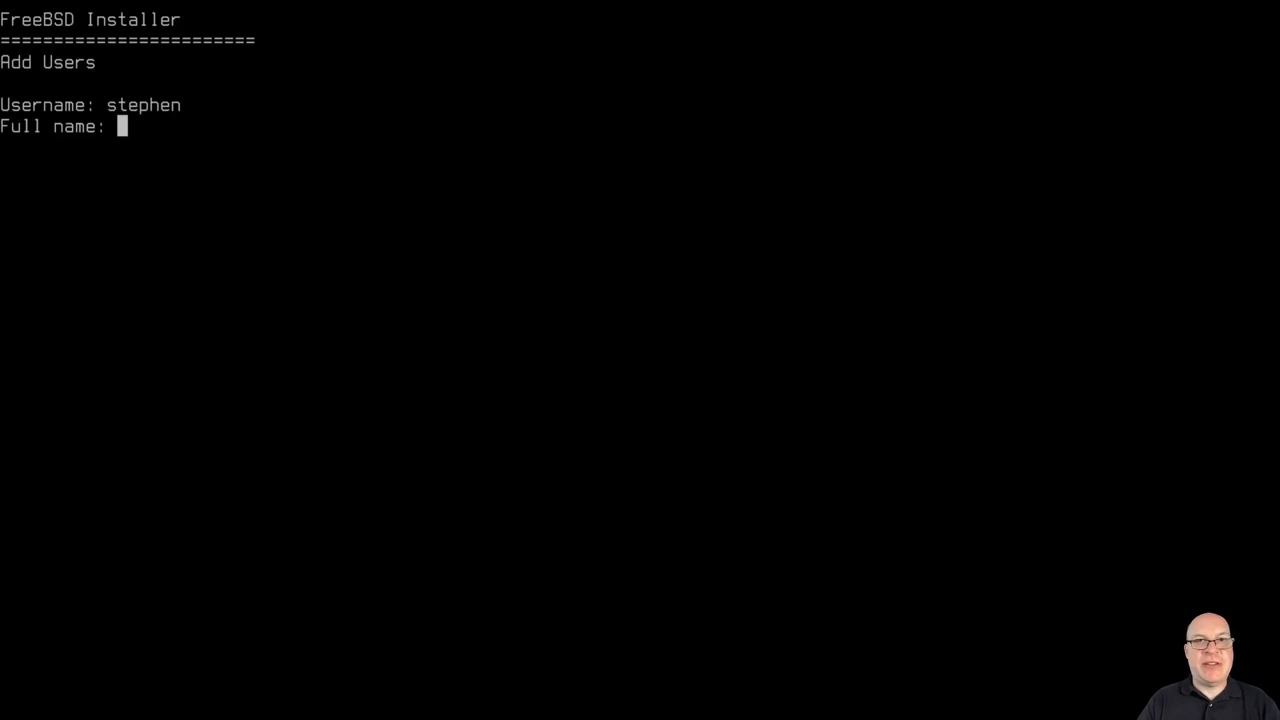 FreeBSD Installer
========================
Add Users
Username: stephen
Full name: